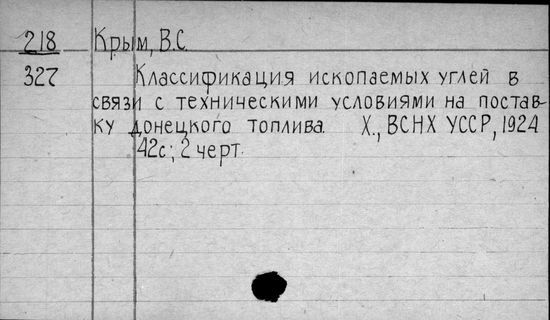 218 Крым, В.С.
327 Классификация ископаемых углей в
связи с техническими условиями на постав-
ку донецкого топлива. Х., ВСНХ УССР, 1924
42с; 2 черт.